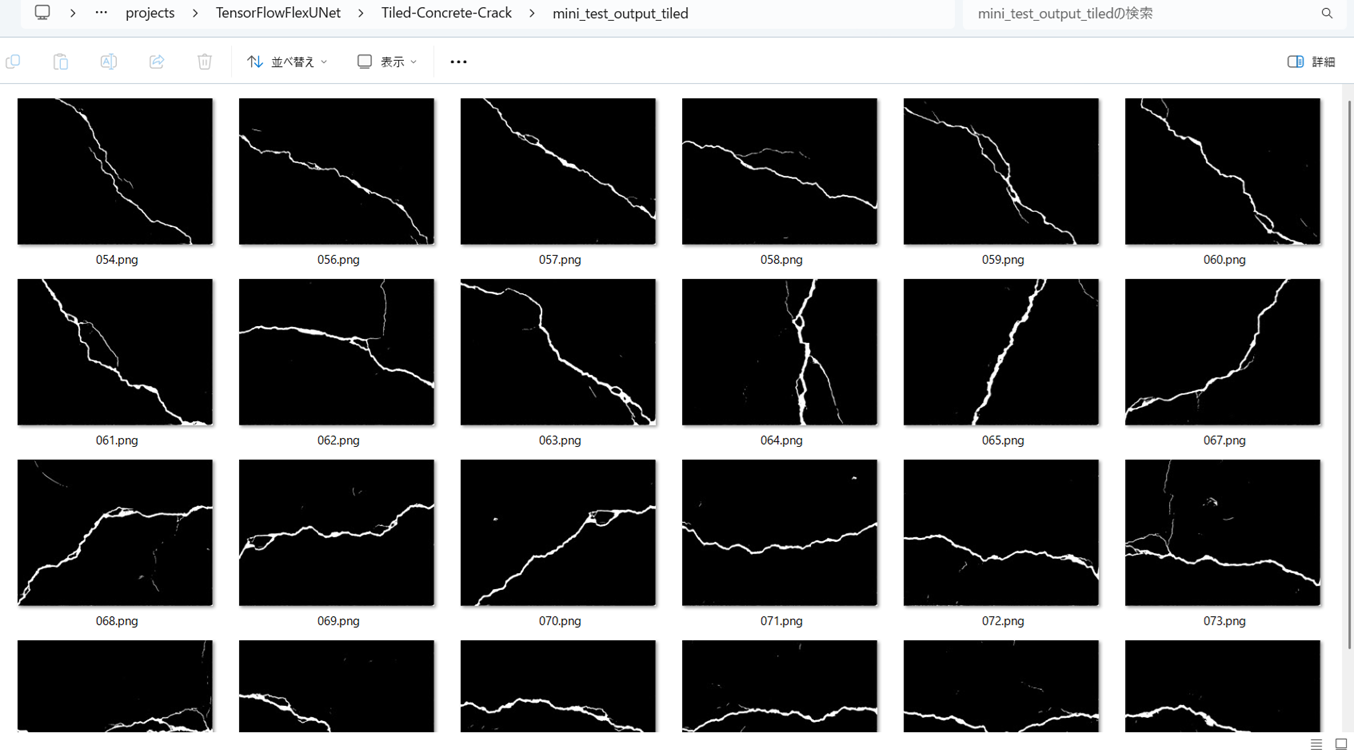 projects > TensorFlowFlexUNet > Tiled-Concrete-Crack > mini_test_output_tiled mini_test_output_tiledの検索
並べ替え 表示 詳細
054.png 056.png 057.png 058.png 059.png 060.png
061.png 062.png 063.png 064.png 065.png 067.png
068.png 069.png 070.png 071.png 072.png 073.png